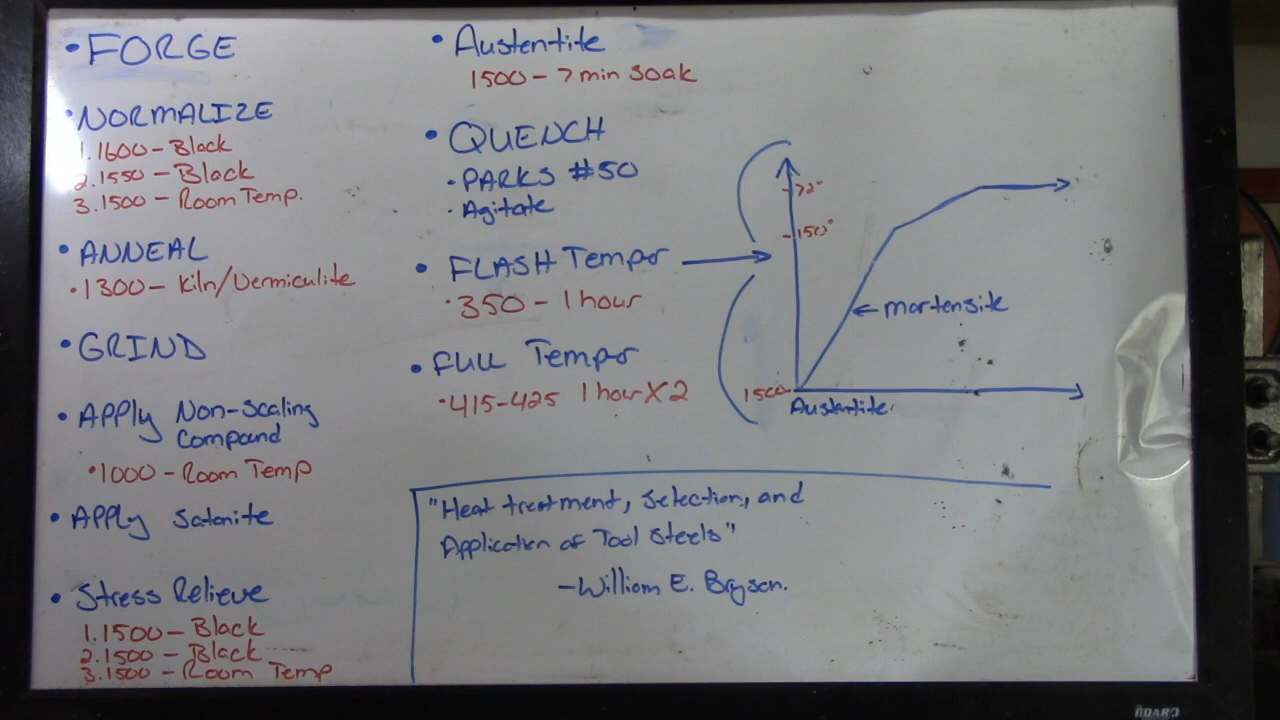 • FORGE
• NORMALIZE
1. 1600 - Black
2. 1550 - Black
3. 1500 - Room Temp.
• ANNEAL
• 1300 - Kiln/Vermiculite
• GRIND
• APPLY Non-Scaling
Compound
• 1000 - Room Temp
• APPLY Satanite
• Stress Relieve
1. 1500 - Black
2. 1500 - Black
3. 1500 - Room Temp
• Austentite
1500 - 7 min soak
• QUENCH
• PARKS #50
• Agitate
• FLASH Temper
• 350 - 1 hour
• FULL Temper
• 415-425 1 hour X 2
72°
150°
← martensite
1500
Austentite
"Heat treatment, Selection, and
Application of Tool Steels"
- William E. Bryson.
BOARD